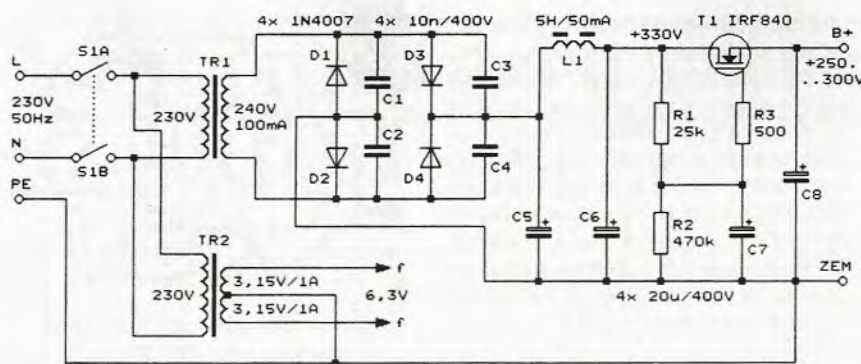 4x 1N4007 4x 10n/400V
5H/50mA
L1
+330V
T1 IRF840
B+
+250.
..300V
L
S1A
230V
50Hz
N
S1B
PE
TR1
230V
240V
100mA
D1
D2
D3
D4
C1
C2
C3
C4
R1
25k
R3
500
R2
470k
C5
+
C6
+
C7
+
C8
+
4x 20u/400V
ZEM
TR2
230V
3,15V/1A
3,15V/1A
f
6,3V
f